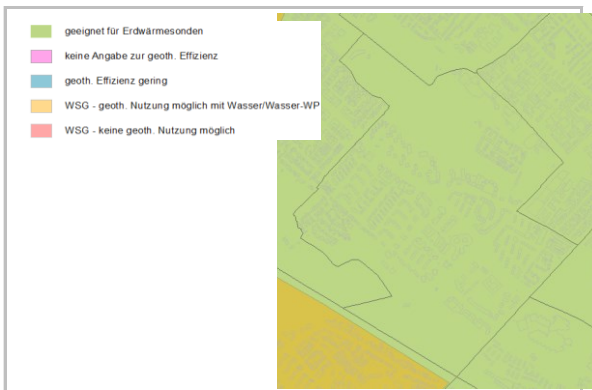 geeignet für Erdwärmesonden
keine Angabe zur geoth. Effizienz
geoth. Effizienz gering
WSG - geoth. Nutzung möglich mit Wasser/Wasser-WP
WSG - keine geoth. Nutzung möglich